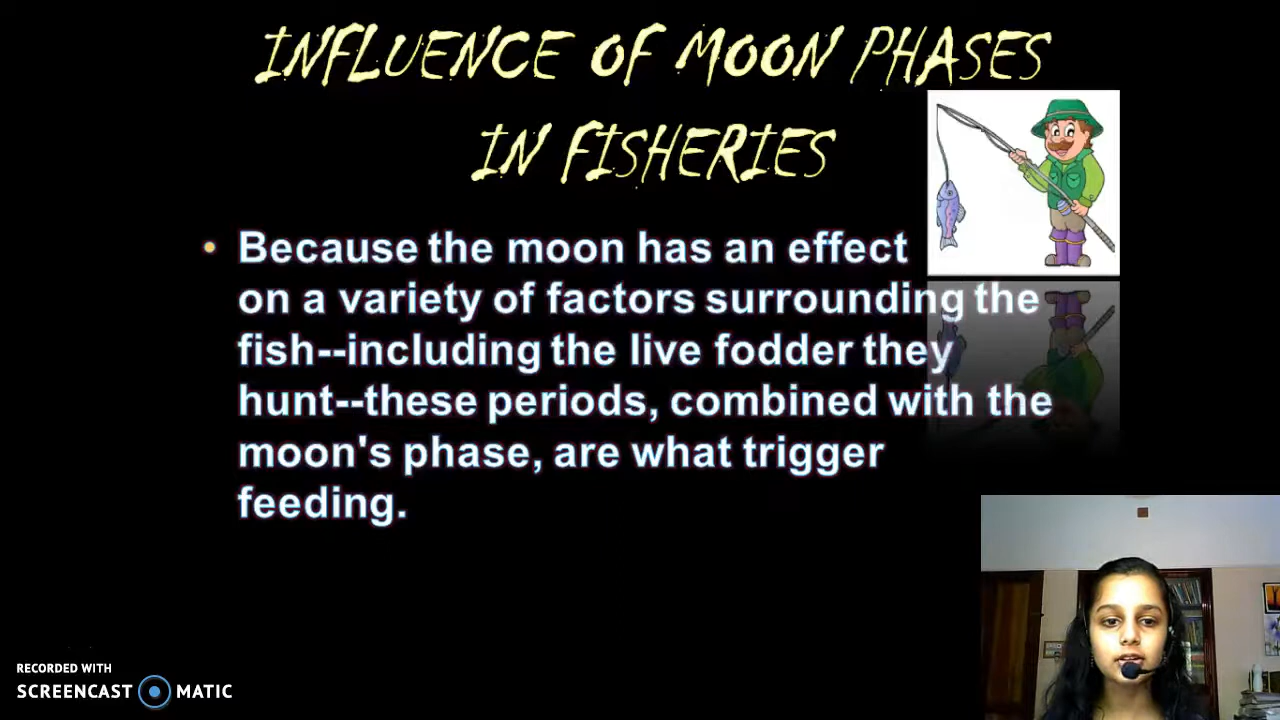 INFLUENCE OF MOON PHASES
IN FISHERIES
• Because the moon has an effect
on a variety of factors surrounding the
fish--including the live fodder they
hunt--these periods, combined with the
moon's phase, are what trigger
feeding.
RECORDED WITH
SCREENCAST MATIC